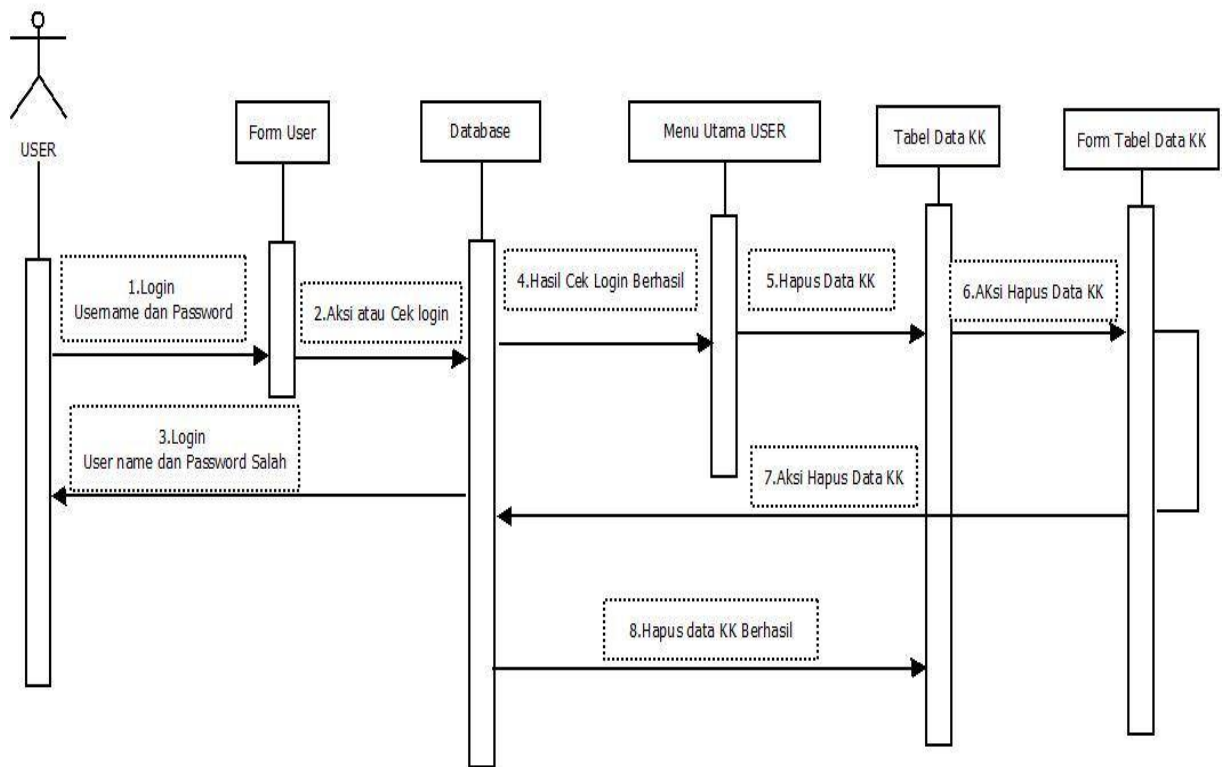 USER
Form User
Database
Menu Utama USER
Tabel Data KK
Form Tabel Data KK
1.Login
Username dan Password
2.Aksi atau Cek login
3.Login
User name dan Password Salah
4.Hasil Cek Login Berhasil
5.Hapus Data KK
6.AKsi Hapus Data KK
7.Aksi Hapus Data KK
8.Hapus data KK Berhasil